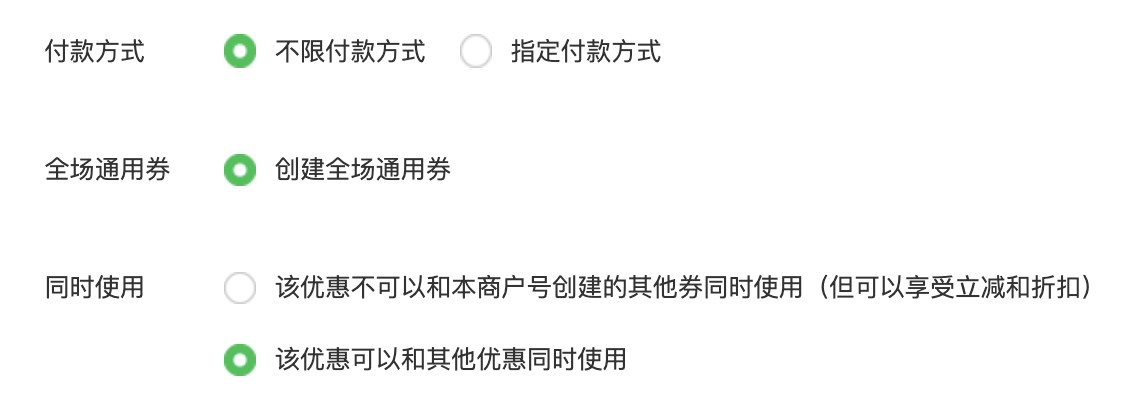 付款方式 不限付款方式 指定付款方式
全场通用券 创建全场通用券
同时使用 该优惠不可以和本商户号创建的其他券同时使用（但可以享受立减和折扣）
该优惠可以和其他优惠同时使用